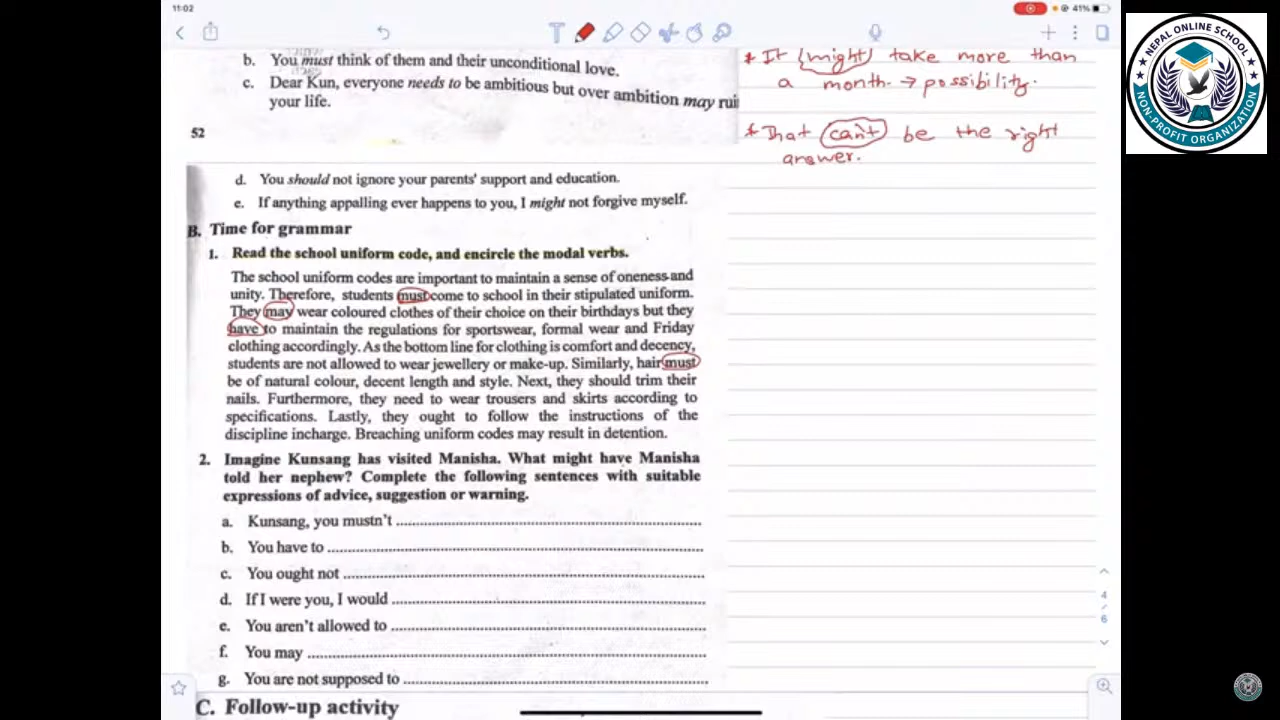 11:02
41%
b. You must think of them and their unconditional love.
c. Dear Kun, everyone needs to be ambitious but over ambition may rui
your life.
52
* It (might) take more than
a month → possibility.
* That can't be the right
answer.
d. You should not ignore your parents' support and education.
e. If anything appalling ever happens to you, I might not forgive myself.
B. Time for grammar
1. Read the school uniform code, and encircle the modal verbs.
The school uniform codes are important to maintain a sense of oneness and
unity. Therefore, students must come to school in their stipulated uniform.
They may wear coloured clothes of their choice on their birthdays but they
have to maintain the regulations for sportswear, formal wear and Friday
clothing accordingly. As the bottom line for clothing is comfort and decency,
students are not allowed to wear jewellery or make-up. Similarly, hair must
be of natural colour, decent length and style. Next, they should trim their
nails. Furthermore, they need to wear trousers and skirts according to
specifications. Lastly, they ought to follow the instructions of the
discipline incharge. Breaching uniform codes may result in detention.
2. Imagine Kunsang has visited Manisha. What might have Manisha
told her nephew? Complete the following sentences with suitable
expressions of advice, suggestion or warning.
a. Kunsang, you mustn't
b. You have to
c. You ought not
d. If I were you, I would
e. You aren't allowed to
f. You may
g. You are not supposed to
C. Follow-up activity
4
/
6
NEPAL ONLINE SCHOOL
NON-PROFIT ORGANIZATION